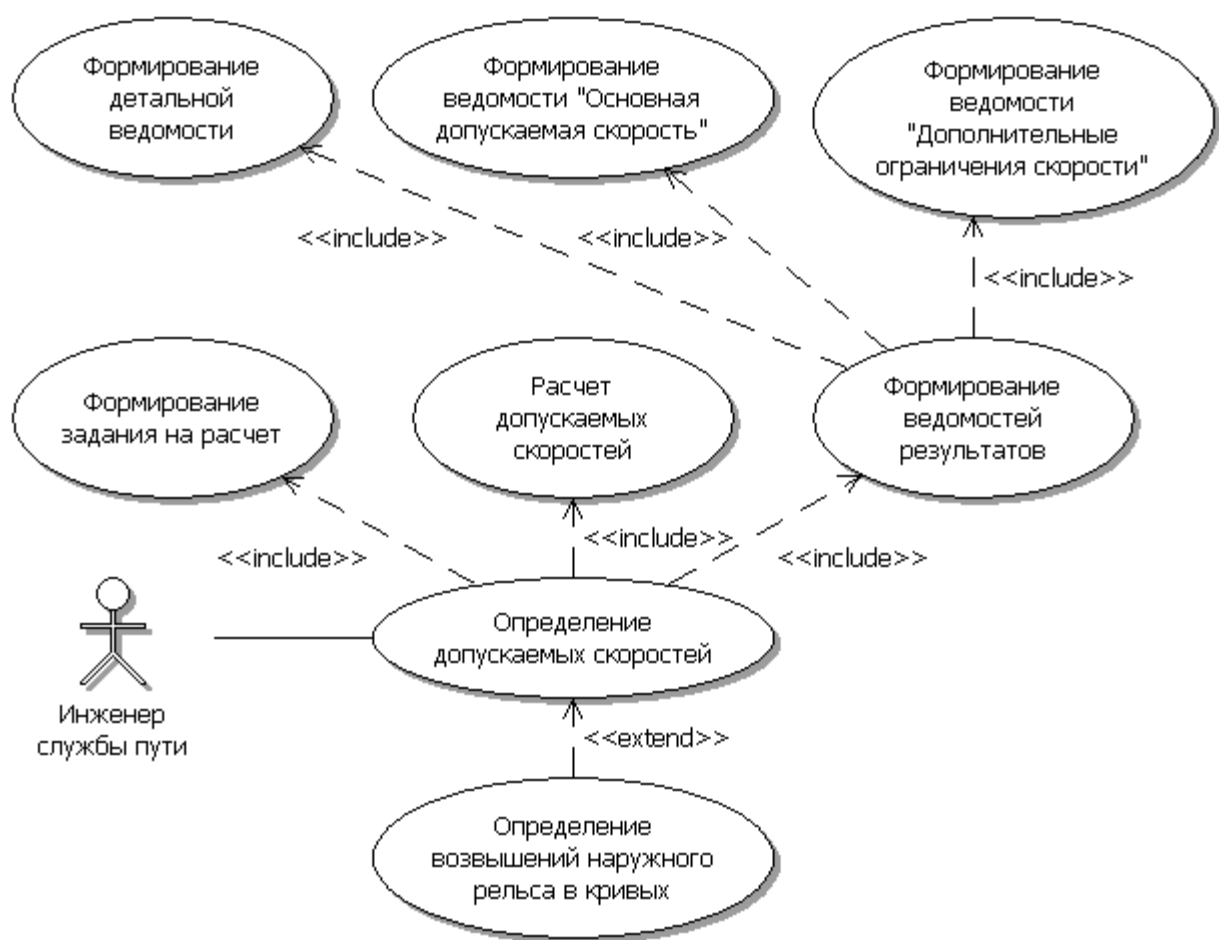 Формирование
детальной
ведомости
Формирование
ведомости "Основная
допускаемая скорость"
Формирование
ведомости
"Дополнительные
ограничения скорости"
<<include>>
<<include>>
<<include>>
Формирование
задания на расчет
Расчет
допускаемых
скоростей
Формирование
ведомостей
результатов
<<include>>
<<include>>
<<include>>
Определение
допускаемых скоростей
Инженер
службы пути
<<extend>>
Определение
возвышений наружного
рельса в кривых